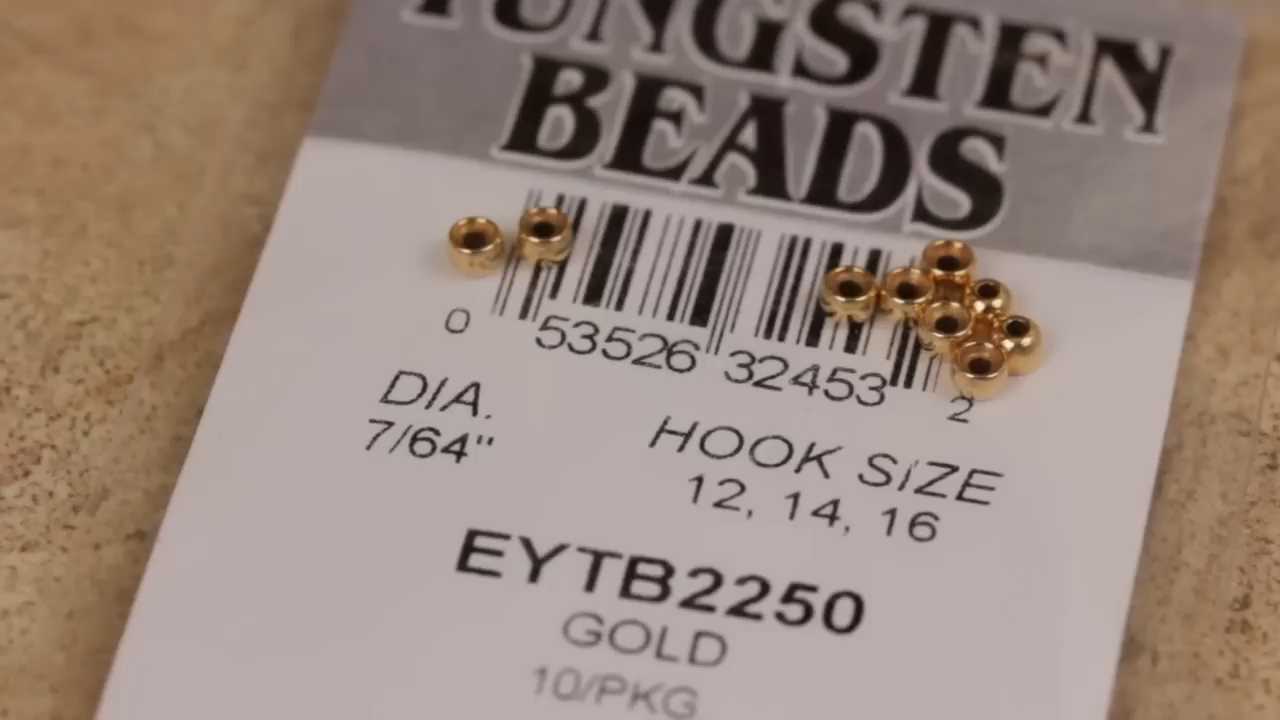 TUNGSTEN
BEADS
0 53526 32453 2
DIA.
7/64"
HOOK SIZE
12, 14, 16
EYTB2250
GOLD
10/PKG